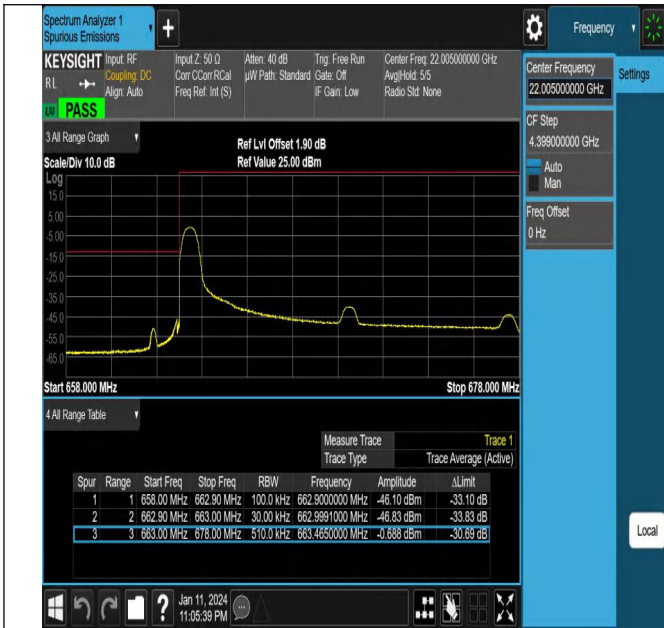 Spectrum Analyzer 1
Spurious Emissions
Frequency
KEYSIGHT
RL
PASS
Input: RF
Coupling: DC
Align: Auto
Input Z: 50 Ω
Corr CCorr RCal
Freq Ref: Int (S)
Atten: 40 dB
µW Path: Standard
Trig: Free Run
Gate: Off
IF Gain: Low
Center Freq: 22.005000000 GHz
Avg|Hold: 5/5
Radio Std: None
3 All Range Graph
Scale/Div 10.0 dB
Ref Lvl Offset 1.90 dB
Ref Value 25.00 dBm
Log
15.0
5.00
-5.00
-15.0
-25.0
-35.0
-45.0
-55.0
-65.0
Start 658.000 MHz
Stop 678.000 MHz
4 All Range Table
Measure Trace Trace 1
Trace Type Trace Average (Active)
Spur Range Start Freq Stop Freq RBW Frequency Amplitude ΔLimit
1 1 658.00 MHz 662.90 MHz 100.0 kHz 662.9000000 MHz -46.10 dBm -33.10 dB
2 2 662.90 MHz 663.00 MHz 30.00 kHz 662.9991000 MHz -46.83 dBm -33.83 dB
3 3 663.00 MHz 678.00 MHz 510.0 kHz 663.4650000 MHz -0.688 dBm -30.69 dB
Center Frequency
22.005000000 GHz
Settings
CF Step
4.399000000 GHz
Auto
Man
Freq Offset
0 Hz
Local
?
Jan 11, 2024
11:05:39 PM